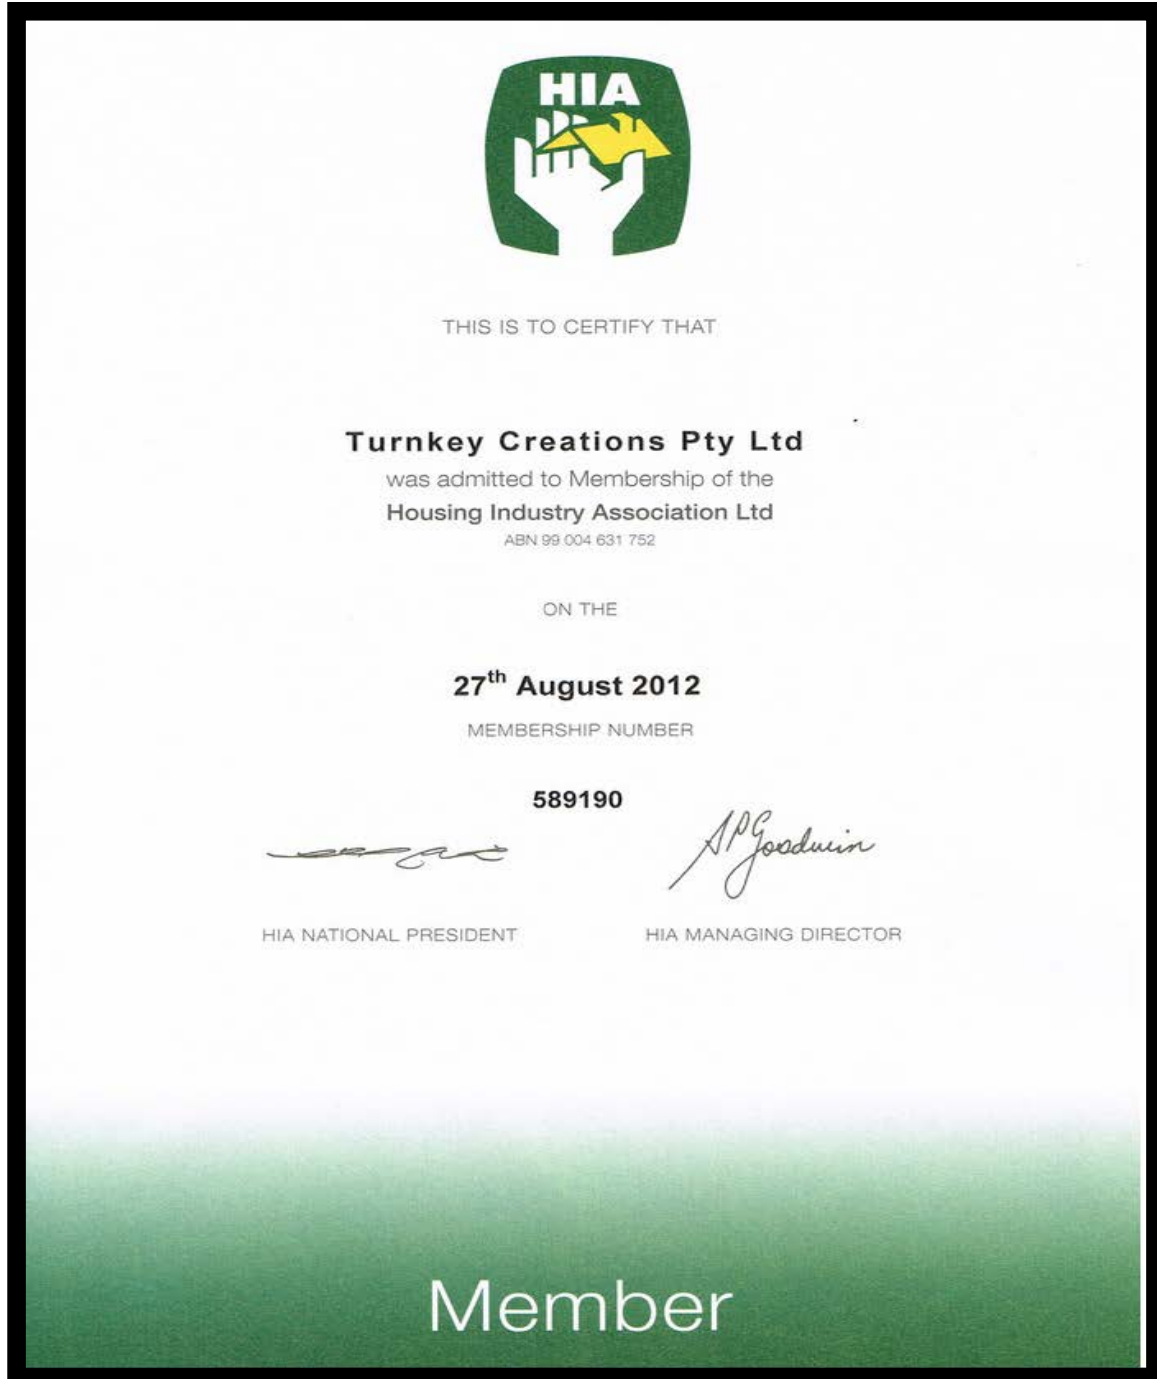 HIA
THIS IS TO CERTIFY THAT
Turnkey Creations Pty Ltd
was admitted to Membership of the
Housing Industry Association Ltd
ABN 99 004 631 752
ON THE
27th August 2012
MEMBERSHIP NUMBER
589190
APGoodwin
HIA NATIONAL PRESIDENT HIA MANAGING DIRECTOR
Member